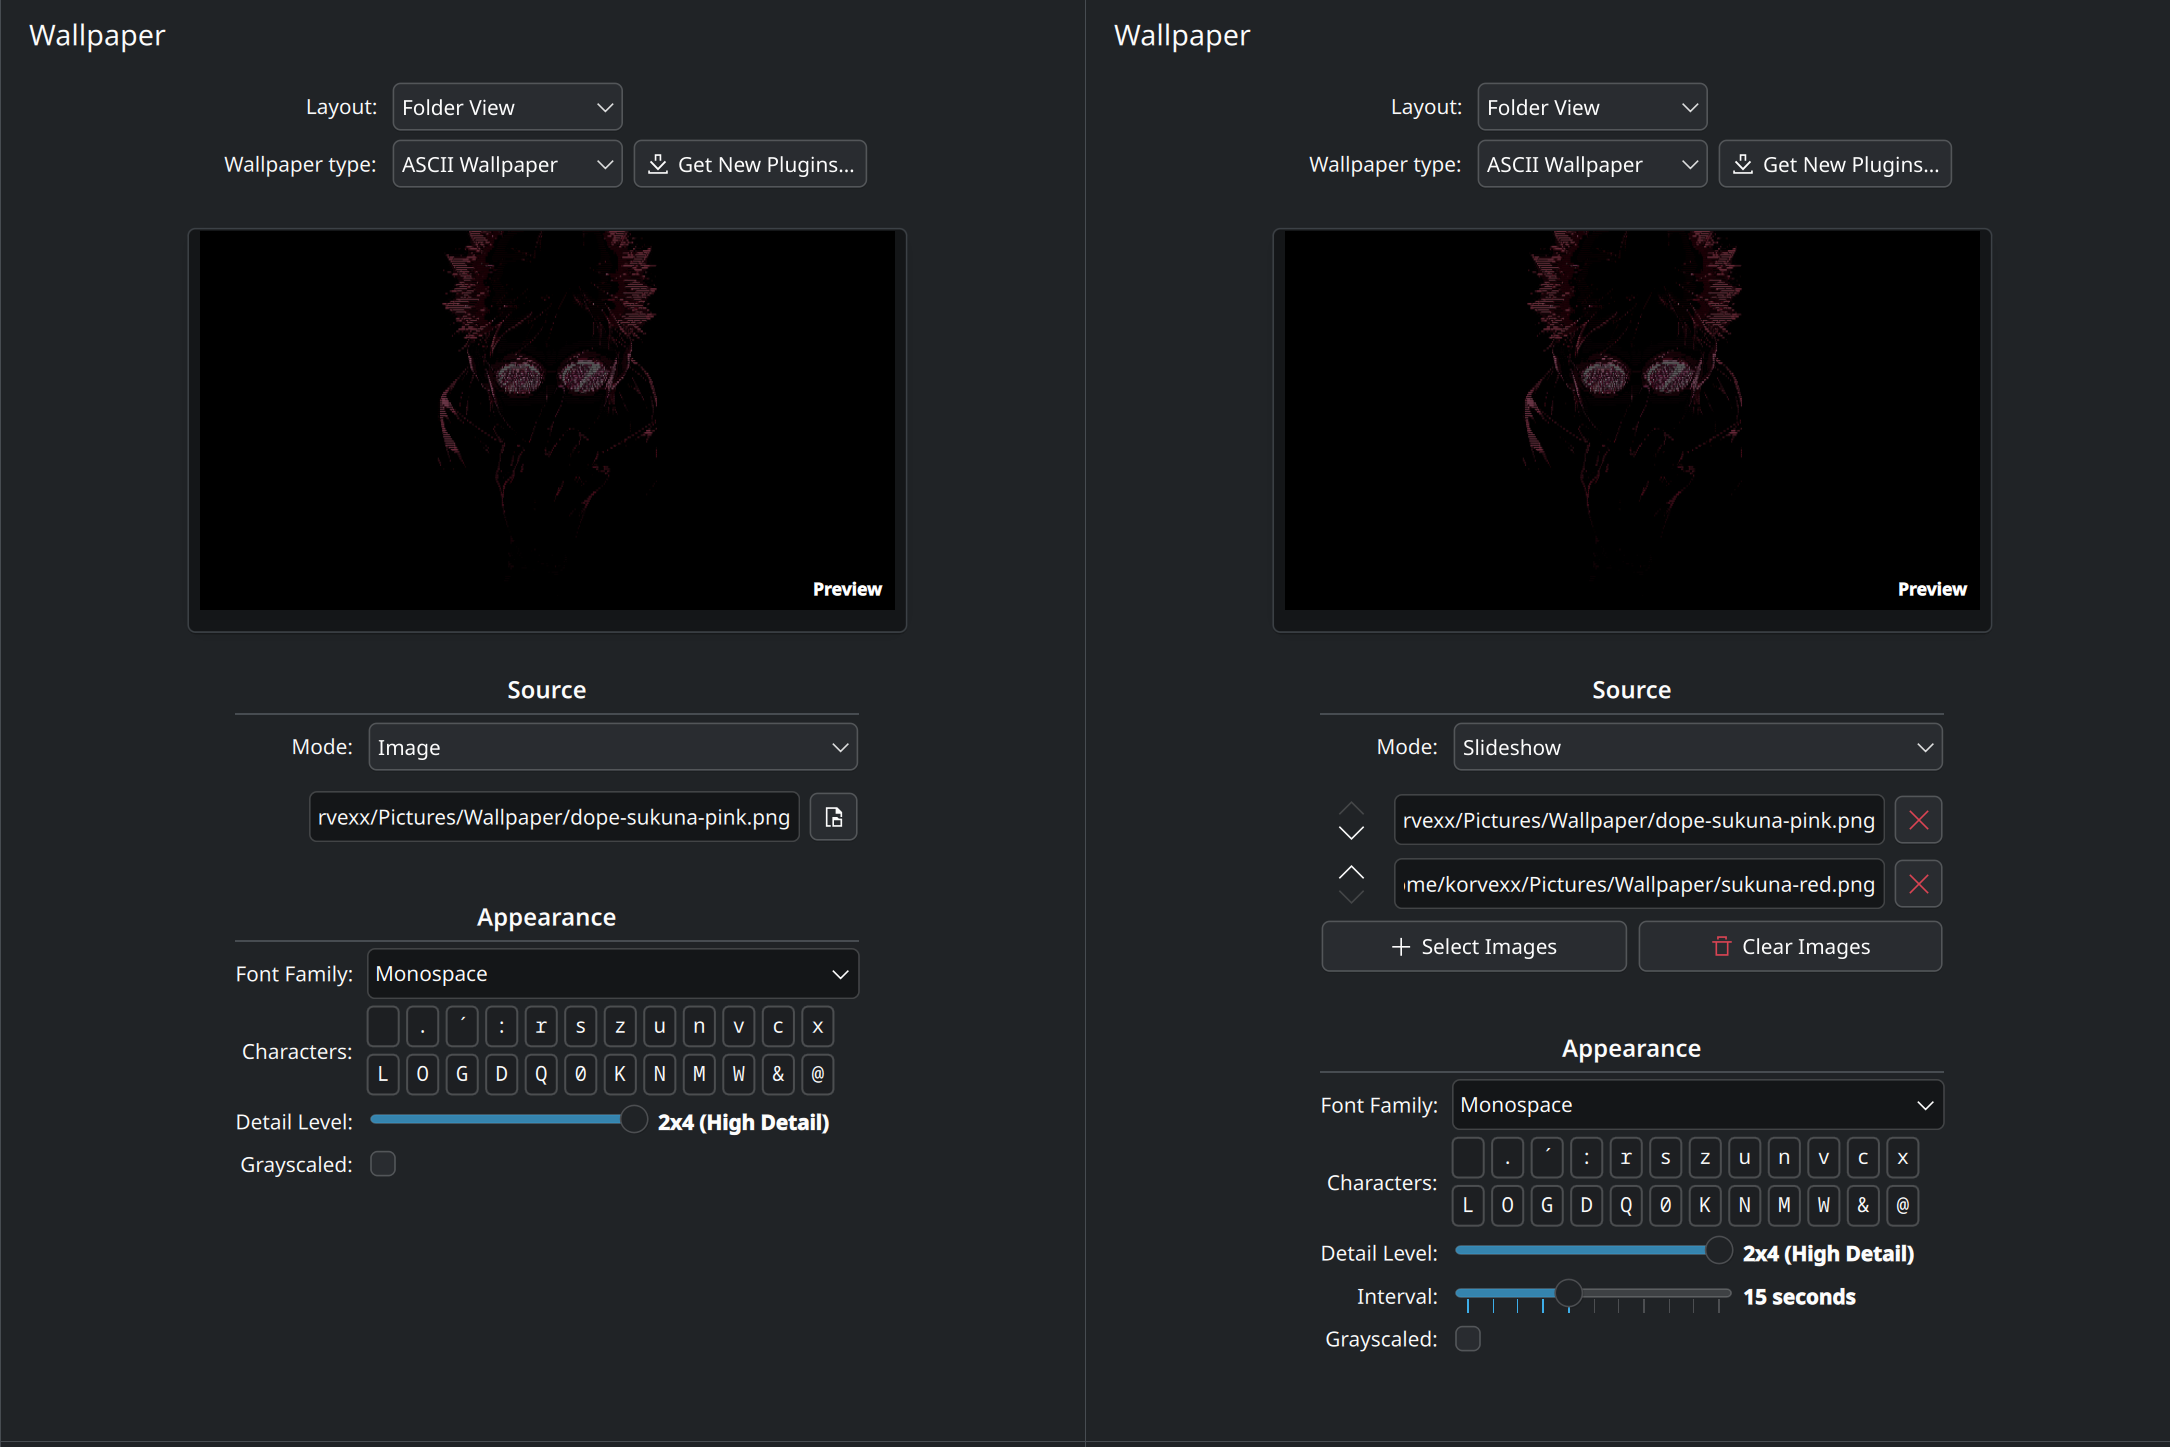 Wallpaper
Layout: Folder View
Wallpaper type: ASCII Wallpaper Get New Plugins...
Preview
Source
Mode: Image
rvexx/Pictures/Wallpaper/dope-sukuna-pink.png
Appearance
Font Family: Monospace
Characters:
. ´ : r s z u n v c x
L O G D Q 0 K N M W & @
Detail Level: 2x4 (High Detail)
Grayscaled:
Wallpaper
Layout: Folder View
Wallpaper type: ASCII Wallpaper Get New Plugins...
Preview
Source
Mode: Slideshow
rvexx/Pictures/Wallpaper/dope-sukuna-pink.png
me/korvexx/Pictures/Wallpaper/sukuna-red.png
Select Images Clear Images
Appearance
Font Family: Monospace
Characters:
. ´ : r s z u n v c x
L O G D Q 0 K N M W & @
Detail Level: 2x4 (High Detail)
Interval: 15 seconds
Grayscaled: